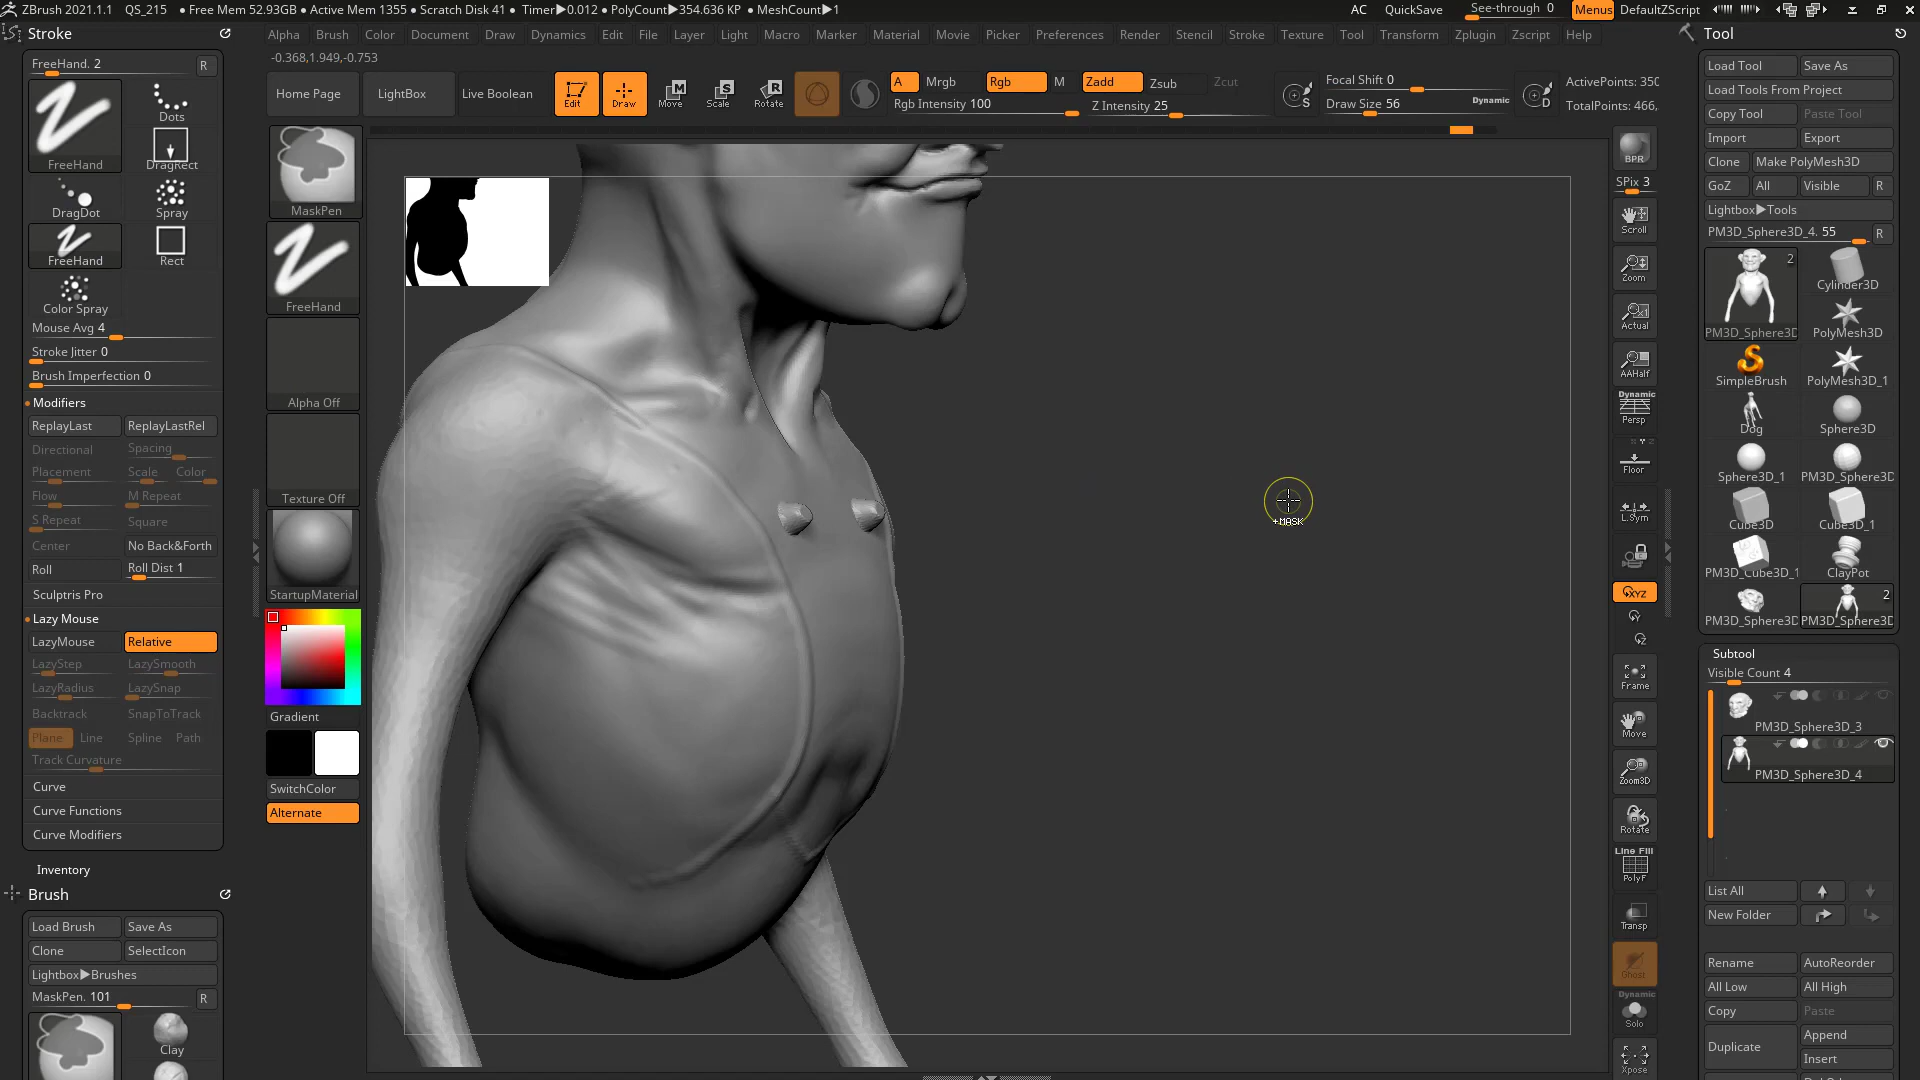 ZBrush 2021.1.1 QS_215 • Free Mem 52.93GB • Active Mem 1355 • Scratch Disk 41 • Timer▶0.012 • PolyCount▶354.636 KP • MeshCount▶1 AC QuickSave See-through 0 Menus DefaultZScript
Stroke
Alpha Brush Color Document Draw Dynamics Edit File Layer Light Macro Marker Material Movie Picker Preferences Render Stencil Stroke Texture Tool Transform Zplugin Zscript Help
Tool
-0.368,1.949,-0.753
Home Page LightBox Live Boolean Edit Draw Move Scale Rotate
A Mrgb Rgb M Zadd Zsub Zcut
Rgb Intensity 100 Z Intensity 25
S Focal Shift 0
Draw Size 56 Dynamic
D ActivePoints: 350
TotalPoints: 466,
FreeHand. 2 R
FreeHand
Dots
DragRect
DragDot Spray
FreeHand Rect
Color Spray
Mouse Avg 4
Stroke Jitter 0
Brush Imperfection 0
Modifiers
ReplayLast ReplayLastRel
Directional Spacing
Placement Scale Color
Flow M Repeat
S Repeat Square
Center No Back&Forth
Roll Roll Dist 1
Sculptris Pro
Lazy Mouse
LazyMouse Relative
LazyStep LazySmooth
LazyRadius LazySnap
Backtrack SnapToTrack
Plane Line Spline Path
Track Curvature
Curve
Curve Functions
Curve Modifiers
Inventory
Brush
Load Brush Save As
Clone SelectIcon
Lightbox▶Brushes
MaskPen. 101 R
Clay
MaskPen
FreeHand
Alpha Off
Texture Off
StartupMaterial
Gradient
SwitchColor
Alternate
+MASK
BPR
SPix 3
Scroll
Zoom
Actual
AAHalf
Dynamic
Persp
Floor
L.Sym
XYZ
Y
Z
Frame
Move
Zoom3D
Rotate
Line Fill
PolyF
Transp
Ghost
Dynamic
Solo
Xpose
Load Tool Save As
Load Tools From Project
Copy Tool Paste Tool
Import Export
Clone Make PolyMesh3D
GoZ All Visible R
Lightbox▶Tools
PM3D_Sphere3D_4. 55 R
2
Cylinder3D
PM3D_Sphere3D PolyMesh3D
SimpleBrush PolyMesh3D_1
Dog Sphere3D
Sphere3D_1 PM3D_Sphere3D
Cube3D Cube3D_1
PM3D_Cube3D_1 ClayPot
2
PM3D_Sphere3D PM3D_Sphere3D
Subtool
Visible Count 4
PM3D_Sphere3D_3
PM3D_Sphere3D_4
List All
New Folder
Rename AutoReorder
All Low All High
Copy Paste
Duplicate Append
Insert